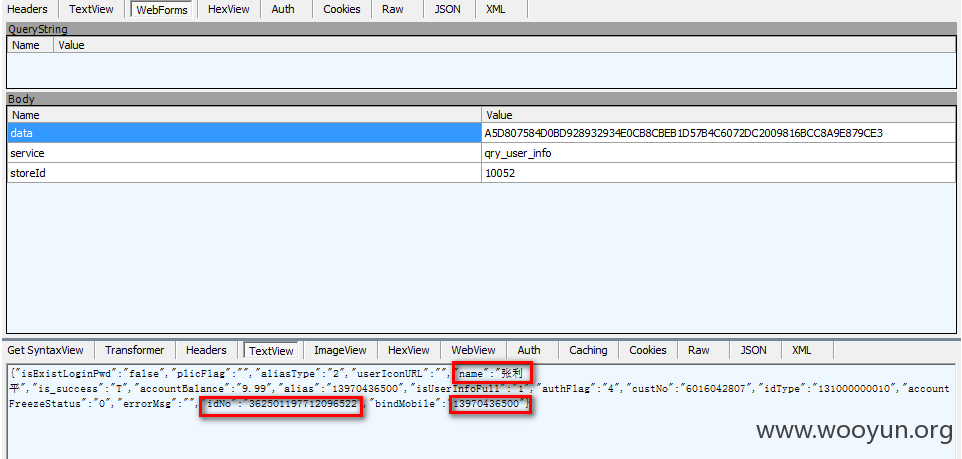 Headers TextView WebForms HexView Auth Cookies Raw JSON XML
QueryString
Name Value
Body
Name Value
data A5D807584D0BD928932934E0CB8CBEB1D57B4C6072DC2009816BCC8A9E879CE3
service qry_user_info
storeId 10052
Get SyntaxView Transformer Headers TextView ImageView HexView WebView Auth Caching Cookies Raw JSON XML
{"isExistLoginPwd":"false","plicFlag":"","aliasType":"2","userIconURL":"","name":"张利
平","is_success":"T","accountBalance":"9.99","alias":"13970436500","isUserInfoFull":"1","authFlag":"4","custNo":"6016042807","idType":"131000000010","account
FreezeStatus":"0","errorMsg":"","idNo":"362501197712096522","bindMobile":"13970436500"}
www.wooyun.org